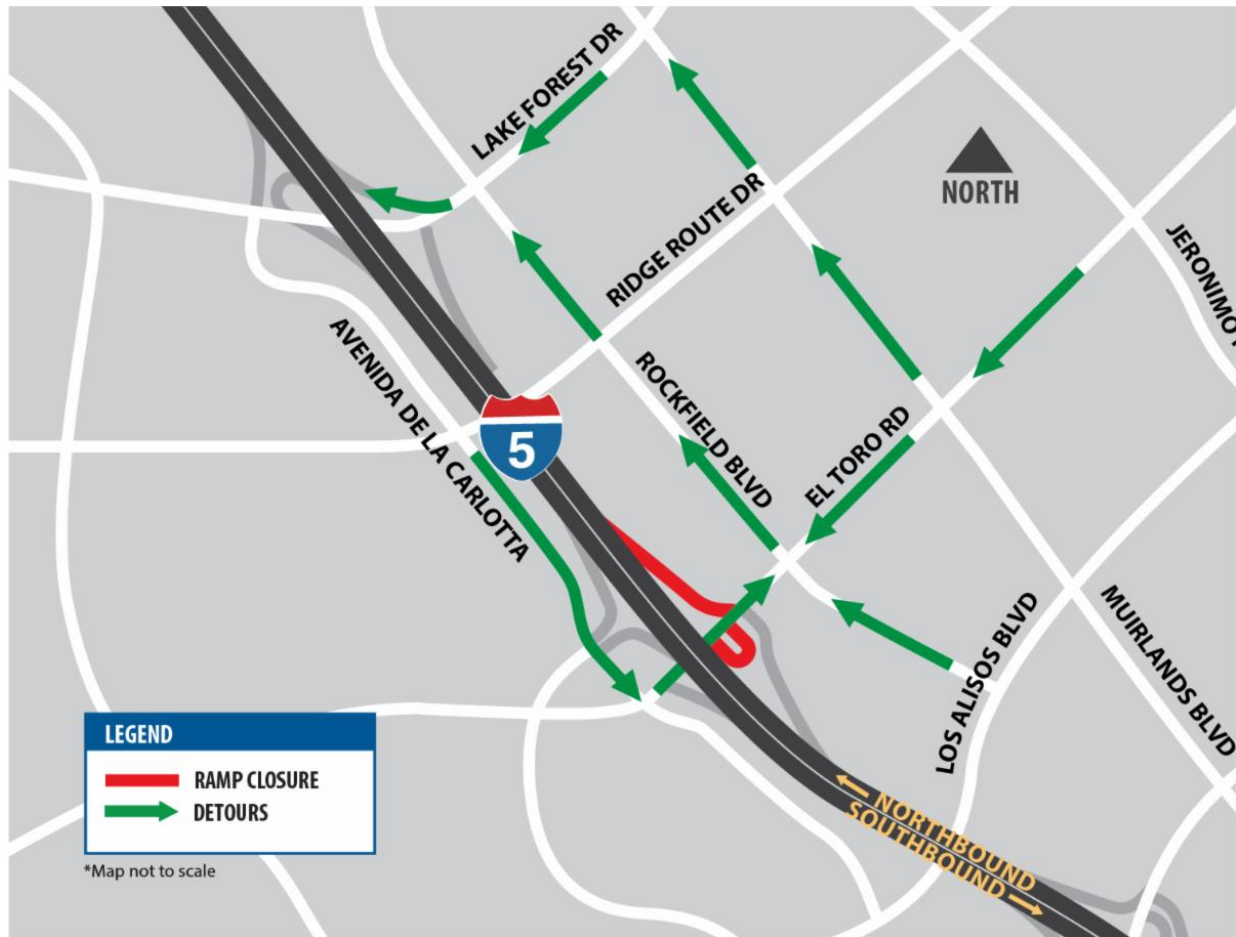 LAKE FOREST DR
RIDGE ROUTE DR
NORTH
JERONIMO
AVENIDA DE LA CARLOTTA
5
ROCKFIELD BLVD
EL TORO RD
LOS ALISOS BLVD
MUIRLANDS BLVD
NORTHBOUND
SOUTHBOUND
LEGEND
RAMP CLOSURE
DETOURS
*Map not to scale